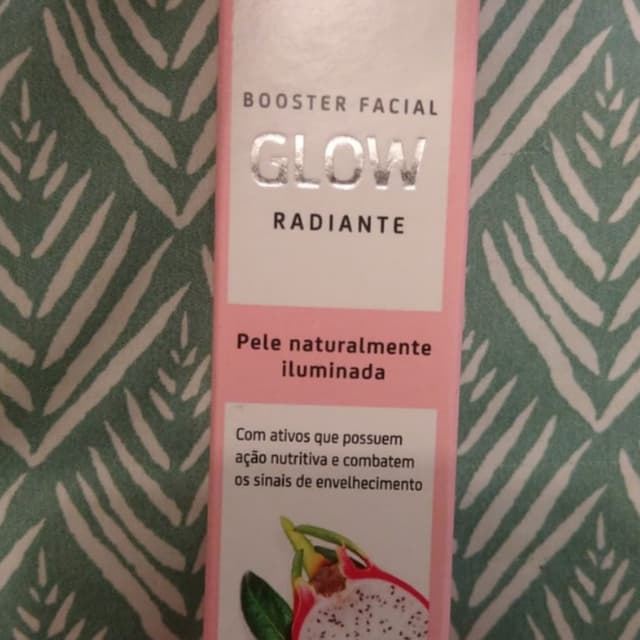 BOOSTER FACIAL
GLOW
RADIANTE
Pele naturalmente
iluminada
Com ativos que possuem
ação nutritiva e combatem
os sinais de envelhecimento